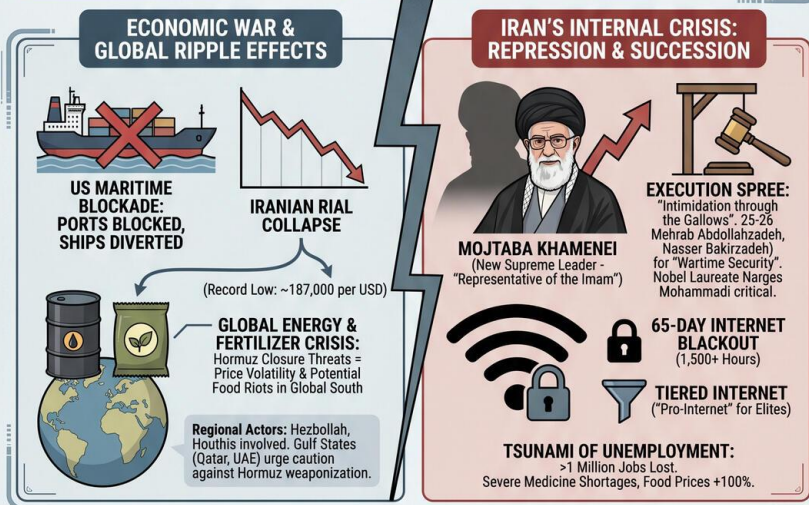 ECONOMIC WAR &
GLOBAL RIPPLE EFFECTS
US MARITIME
BLOCKADE:
PORTS BLOCKED,
SHIPS DIVERTED
IRANIAN RIAL
COLLAPSE
(Record Low: ~187,000 per USD)
GLOBAL ENERGY &
FERTILIZER CRISIS:
Hormuz Closure Threats =
Price Volatility & Potential
Food Riots in Global South
Regional Actors: Hezbollah,
Houthis involved. Gulf States
(Qatar, UAE) urge caution
against Hormuz weaponization.
IRAN'S INTERNAL CRISIS:
REPRESSION & SUCCESSION
MOJTABA KHAMENEI
(New Supreme Leader -
"Representative of the Imam")
EXECUTION SPREE:
"Intimidation through
the Gallows". 25-26
Mehrab Abdollahzadeh,
Nasser Bakirzadeh)
for "Wartime Security".
Nobel Laureate Narges
Mohammadi critical.
65-DAY INTERNET
BLACKOUT
(1,500+ Hours)
TIERED INTERNET
("Pro-Internet" for Elites)
TSUNAMI OF UNEMPLOYMENT:
>1 Million Jobs Lost.
Severe Medicine Shortages, Food Prices +100%.